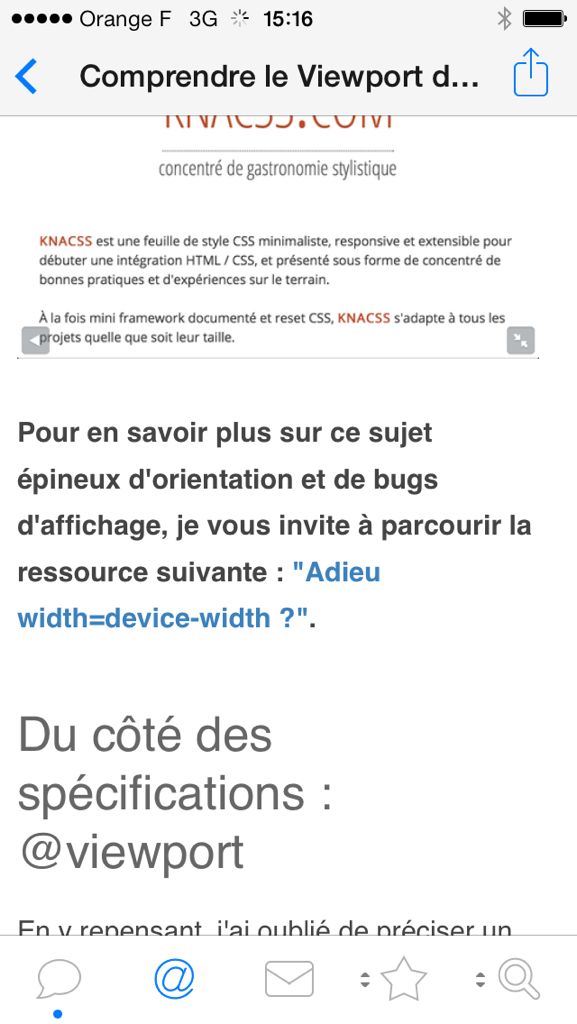 Orange F 3G 15:16
Comprendre le Viewport d...
KNACSS.COM
concentré de gastronomie stylistique
KNACSS est une feuille de style CSS minimaliste, responsive et extensible pour
débuter une intégration HTML / CSS, et présenté sous forme de concentré de
bonnes pratiques et d'expériences sur le terrain.
À la fois mini framework documenté et reset CSS, KNACSS s'adapte à tous les
projets quelle que soit leur taille.
Pour en savoir plus sur ce sujet
épineux d'orientation et de bugs
d'affichage, je vous invite à parcourir la
ressource suivante : "Adieu
width=device-width ?".
Du côté des
spécifications :
@viewport
En y repensant, j'ai oublié de préciser un